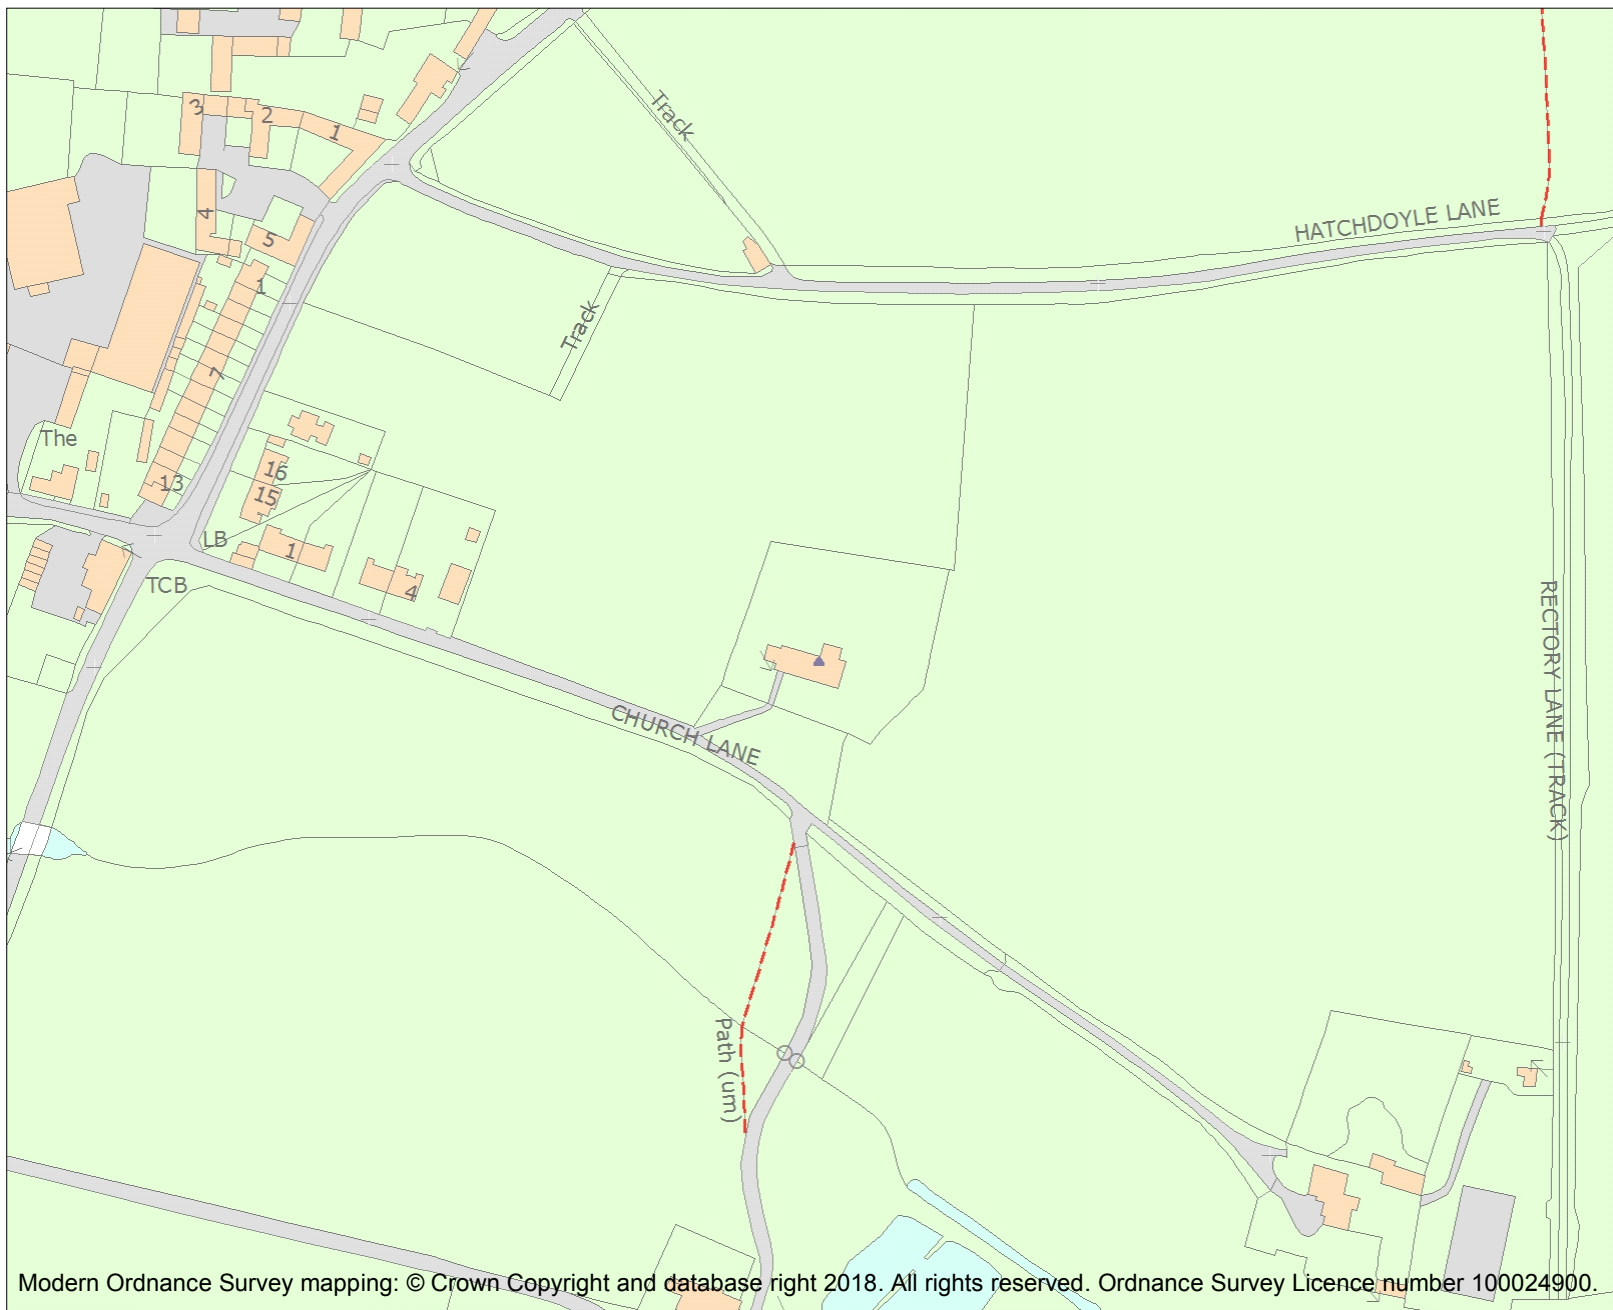 Track
3
2
1
4
5
HATCHDOYLE LANE
1
Track
7
The
16
13
15
LB
1
TCB
4
RECTORY LANE (TRACK)
CHURCH LANE
Path (um)
Modern Ordnance Survey mapping: © Crown Copyright and database right 2018. All rights reserved. Ordnance Survey Licence number 100024900.